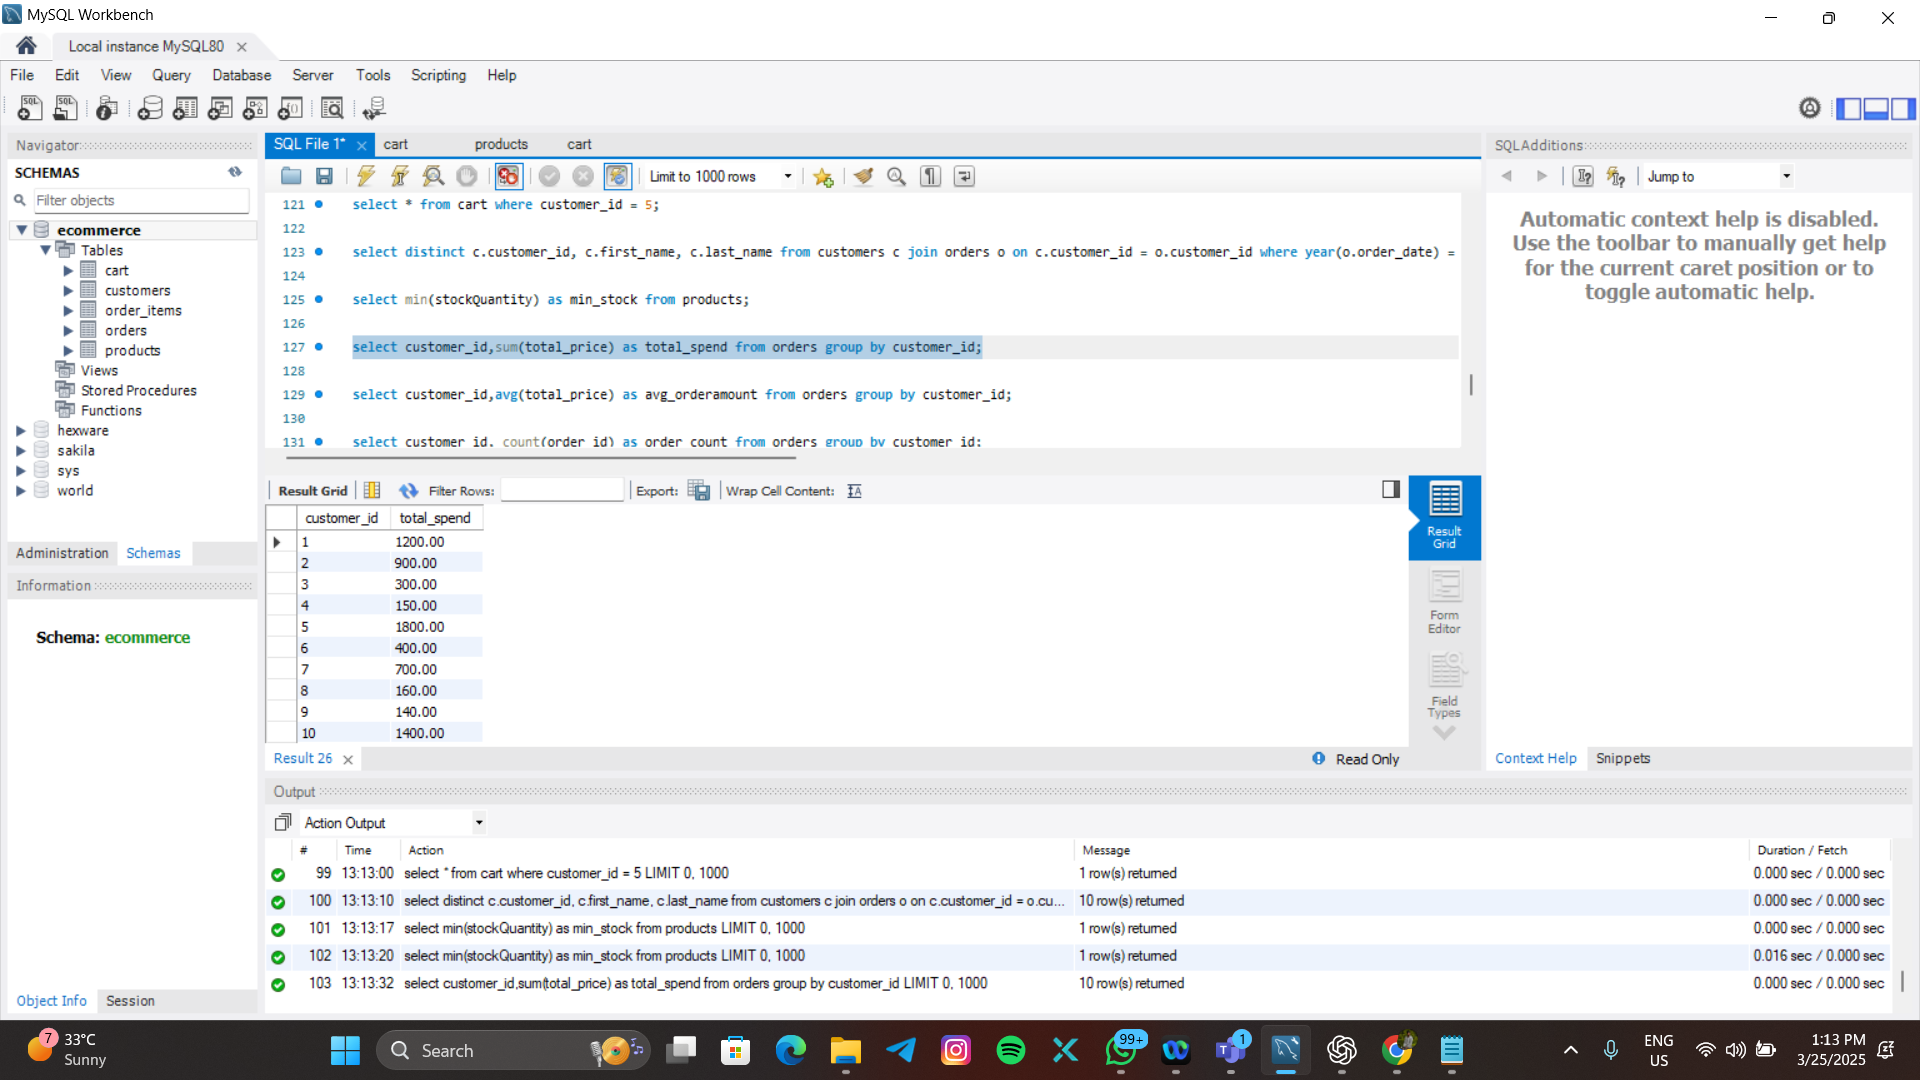 MySQL Workbench
Local instance MySQL80
File Edit View Query Database Server Tools Scripting Help
Navigator
SCHEMAS
Filter objects
ecommerce
Tables
cart
customers
order_items
orders
products
Views
Stored Procedures
Functions
hexware
sakila
sys
world
Administration Schemas
Information
Schema: ecommerce
Object Info Session
SQL File 1* cart products cart
Limit to 1000 rows
121 select * from cart where customer_id = 5;
122
123 select distinct c.customer_id, c.first_name, c.last_name from customers c join orders o on c.customer_id = o.customer_id where year(o.order_date) =
124
125 select min(stockQuantity) as min_stock from products;
126
127 select customer_id,sum(total_price) as total_spend from orders group by customer_id;
128
129 select customer_id,avg(total_price) as avg_orderamount from orders group by customer_id;
130
131 select customer_id, count(order_id) as order_count from orders group by customer_id;
Result Grid Filter Rows: Export: Wrap Cell Content:
customer_id total_spend
1 1200.00
2 900.00
3 300.00
4 150.00
5 1800.00
6 400.00
7 700.00
8 160.00
9 140.00
10 1400.00
Result Grid
Form Editor
Field Types
Result 26 Read Only
SQLAdditions
Jump to
Automatic context help is disabled.
Use the toolbar to manually get help
for the current caret position or to
toggle automatic help.
Context Help Snippets
Output
Action Output
# Time Action Message Duration / Fetch
99 13:13:00 select * from cart where customer_id = 5 LIMIT 0, 1000 1 row(s) returned 0.000 sec / 0.000 sec
100 13:13:10 select distinct c.customer_id, c.first_name, c.last_name from customers c join orders o on c.customer_id = o.cu... 10 row(s) returned 0.000 sec / 0.000 sec
101 13:13:17 select min(stockQuantity) as min_stock from products LIMIT 0, 1000 1 row(s) returned 0.000 sec / 0.000 sec
102 13:13:20 select min(stockQuantity) as min_stock from products LIMIT 0, 1000 1 row(s) returned 0.016 sec / 0.000 sec
103 13:13:32 select customer_id,sum(total_price) as total_spend from orders group by customer_id LIMIT 0, 1000 10 row(s) returned 0.000 sec / 0.000 sec
7
33°C
Sunny
Search
99+
1
ENG
US
1:13 PM
3/25/2025